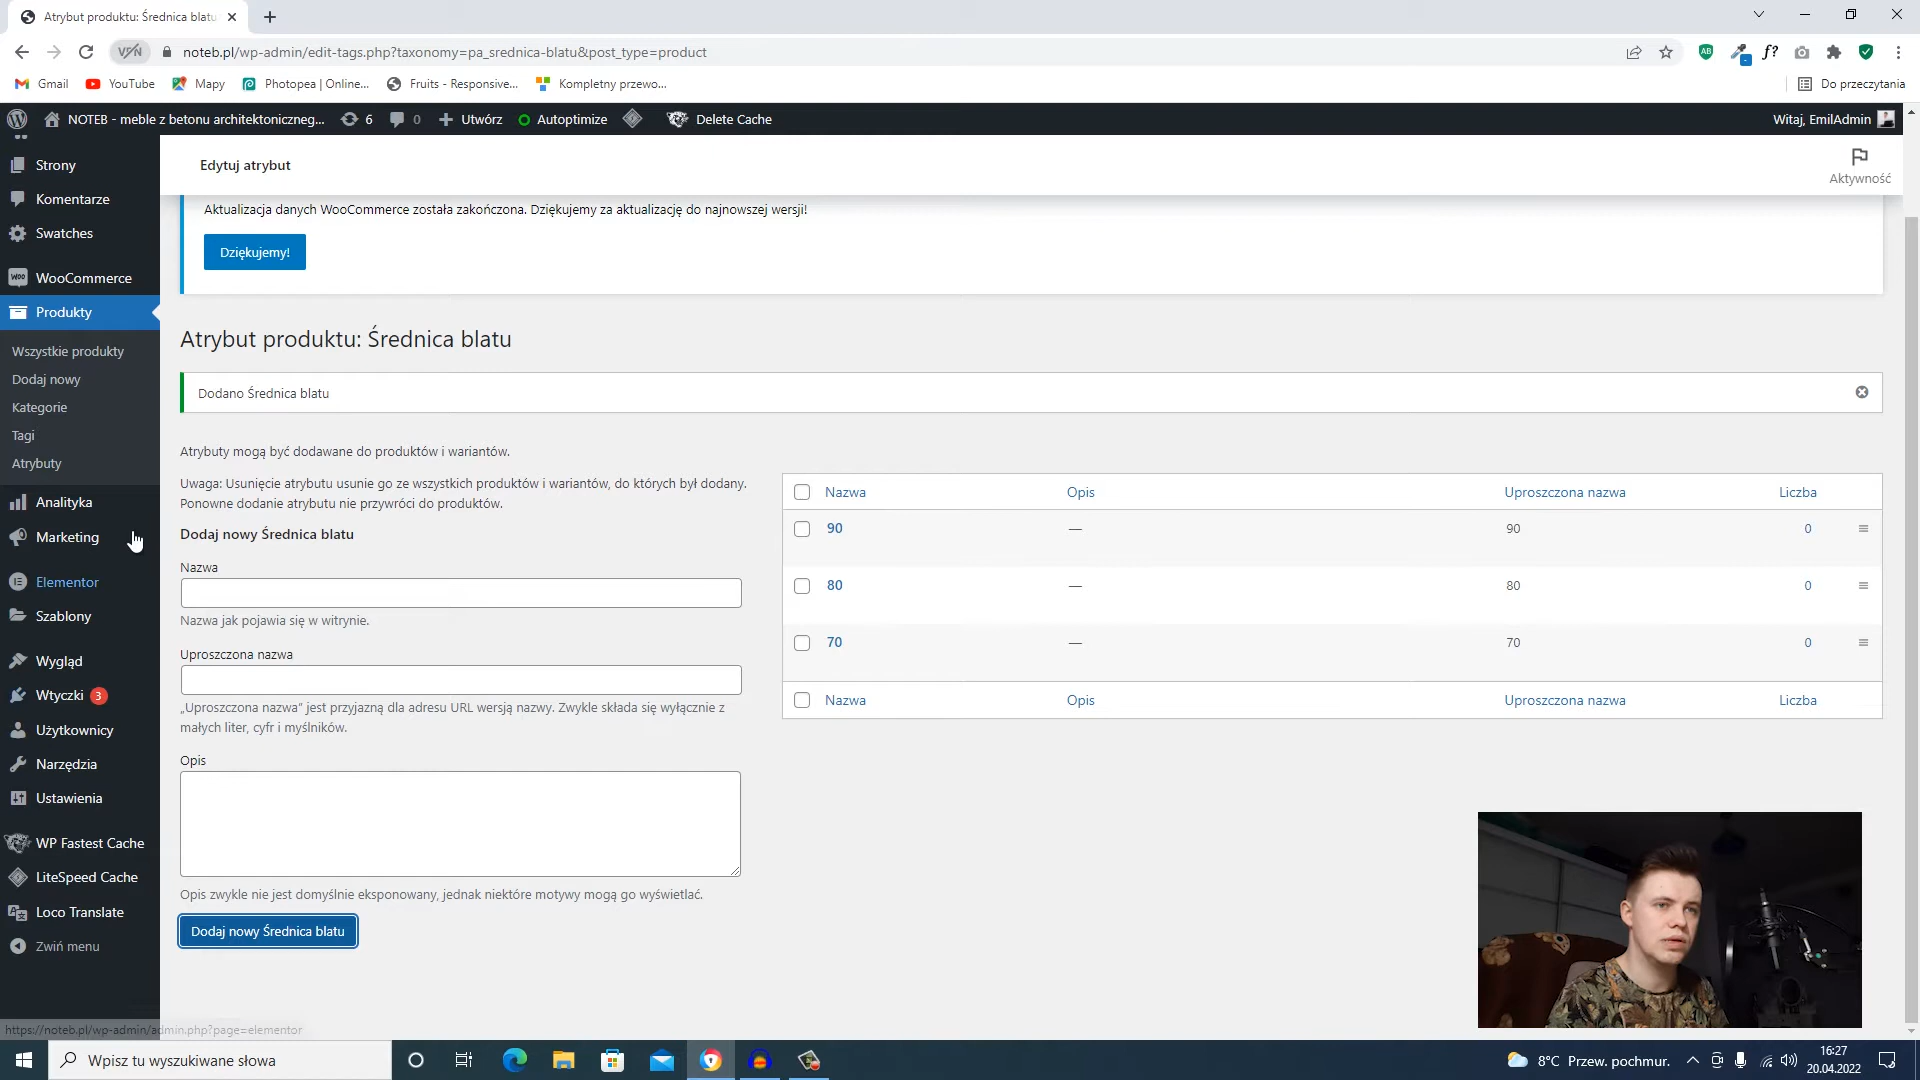 Atrybut produktu: Średnica blatu
noteb.pl/wp-admin/edit-tags.php?taxonomy=pa_srednica-blatu&post_type=product
Gmail
YouTube
Mapy
Photopea | Online...
Fruits - Responsive...
Kompletny przewo...
Do przeczytania
NOTEB - meble z betonu architektoniczneg...
6
0
Utwórz
Autoptimize
Delete Cache
Witaj, EmilAdmin
Strony
Komentarze
Swatches
WooCommerce
Produkty
Wszystkie produkty
Dodaj nowy
Kategorie
Tagi
Atrybuty
Analityka
Marketing
Elementor
Szablony
Wygląd
Wtyczki 3
Użytkownicy
Narzędzia
Ustawienia
WP Fastest Cache
LiteSpeed Cache
Loco Translate
Zwiń menu
Edytuj atrybut
Aktywność
Aktualizacja danych WooCommerce została zakończona. Dziękujemy za aktualizację do najnowszej wersji!
Dziękujemy!
Atrybut produktu: Średnica blatu
Dodano Średnica blatu
Atrybuty mogą być dodawane do produktów i wariantów.
Uwaga: Usunięcie atrybutu usunie go ze wszystkich produktów i wariantów, do których był dodany.
Ponowne dodanie atrybutu nie przywróci do produktów.
Dodaj nowy Średnica blatu
Nazwa
Nazwa jak pojawia się w witrynie.
Uproszczona nazwa
„Uproszczona nazwa” jest przyjazną dla adresu URL wersją nazwy. Zwykle składa się wyłącznie z
małych liter, cyfr i myślników.
Opis
Opis zwykle nie jest domyślnie eksponowany, jednak niektóre motywy mogą go wyświetlać.
Dodaj nowy Średnica blatu
Nazwa Opis Uproszczona nazwa Liczba
90 — 90 0
80 — 80 0
70 — 70 0
Nazwa Opis Uproszczona nazwa Liczba
https://noteb.pl/wp-admin/admin.php?page=elementor
Wpisz tu wyszukiwane słowa
8°C Przew. pochmur.
16:27
20.04.2022